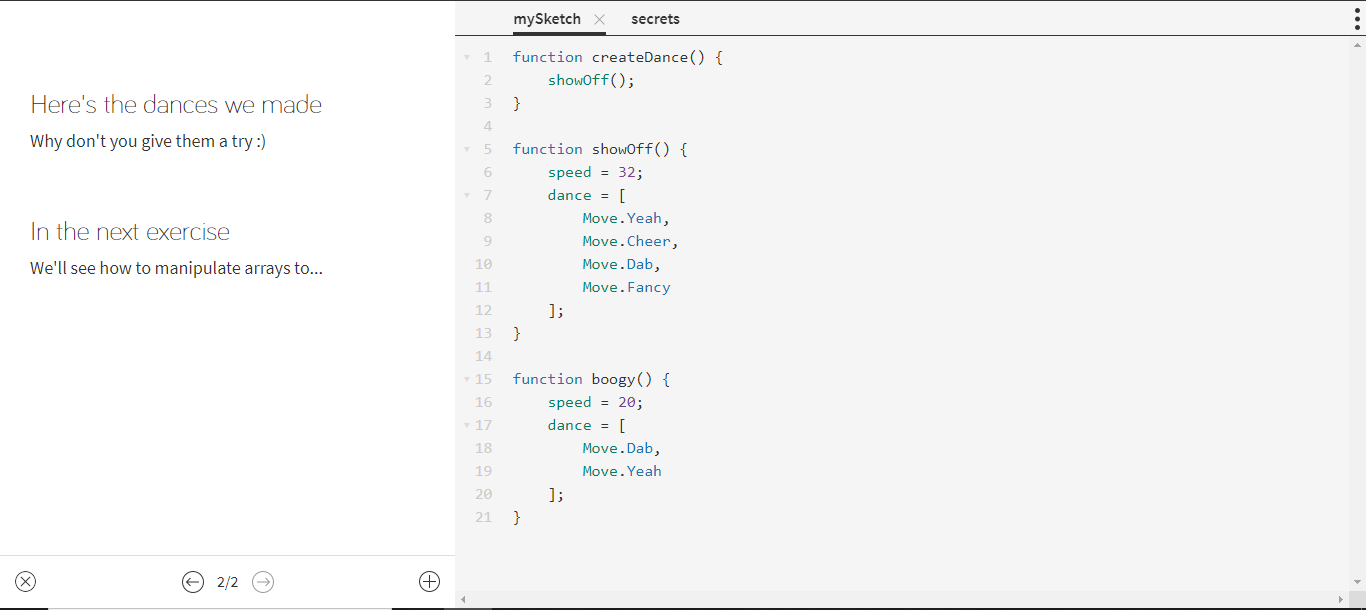 mySketch secrets
Here's the dances we made
Why don't you give them a try :)
In the next exercise
We'll see how to manipulate arrays to...
2/2
1 function createDance() {
2     showOff();
3 }
4
5 function showOff() {
6     speed = 32;
7     dance = [
8         Move.Yeah,
9         Move.Cheer,
10         Move.Dab,
11         Move.Fancy
12     ];
13 }
14
15 function boogy() {
16     speed = 20;
17     dance = [
18         Move.Dab,
19         Move.Yeah
20     ];
21 }